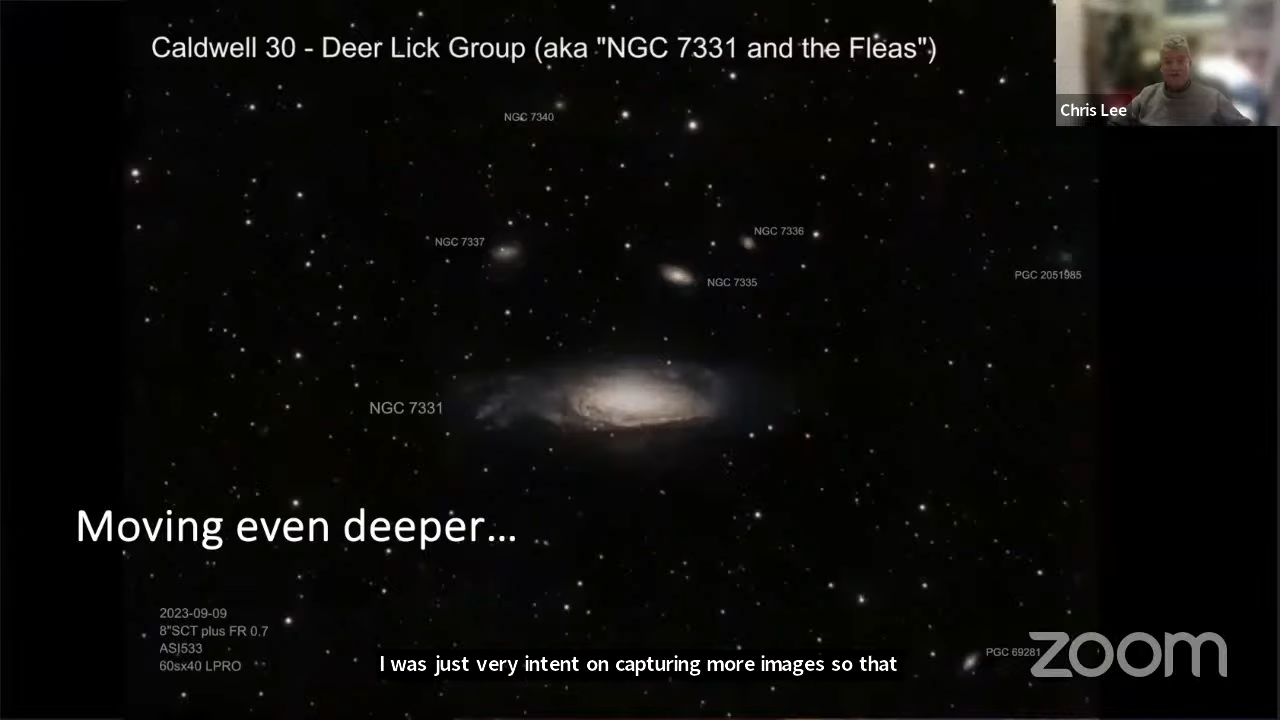 Caldwell 30 - Deer Lick Group (aka "NGC 7331 and the Fleas")
Chris Lee
NGC 7340
NGC 7336
NGC 7337
PGC 2051985
NGC 7335
NGC 7331
Moving even deeper...
2023-09-09
8"SCT plus FR 0.7
ASI533
60sx40 LPRO
I was just very intent on capturing more images so that
PGC 69281
zoom